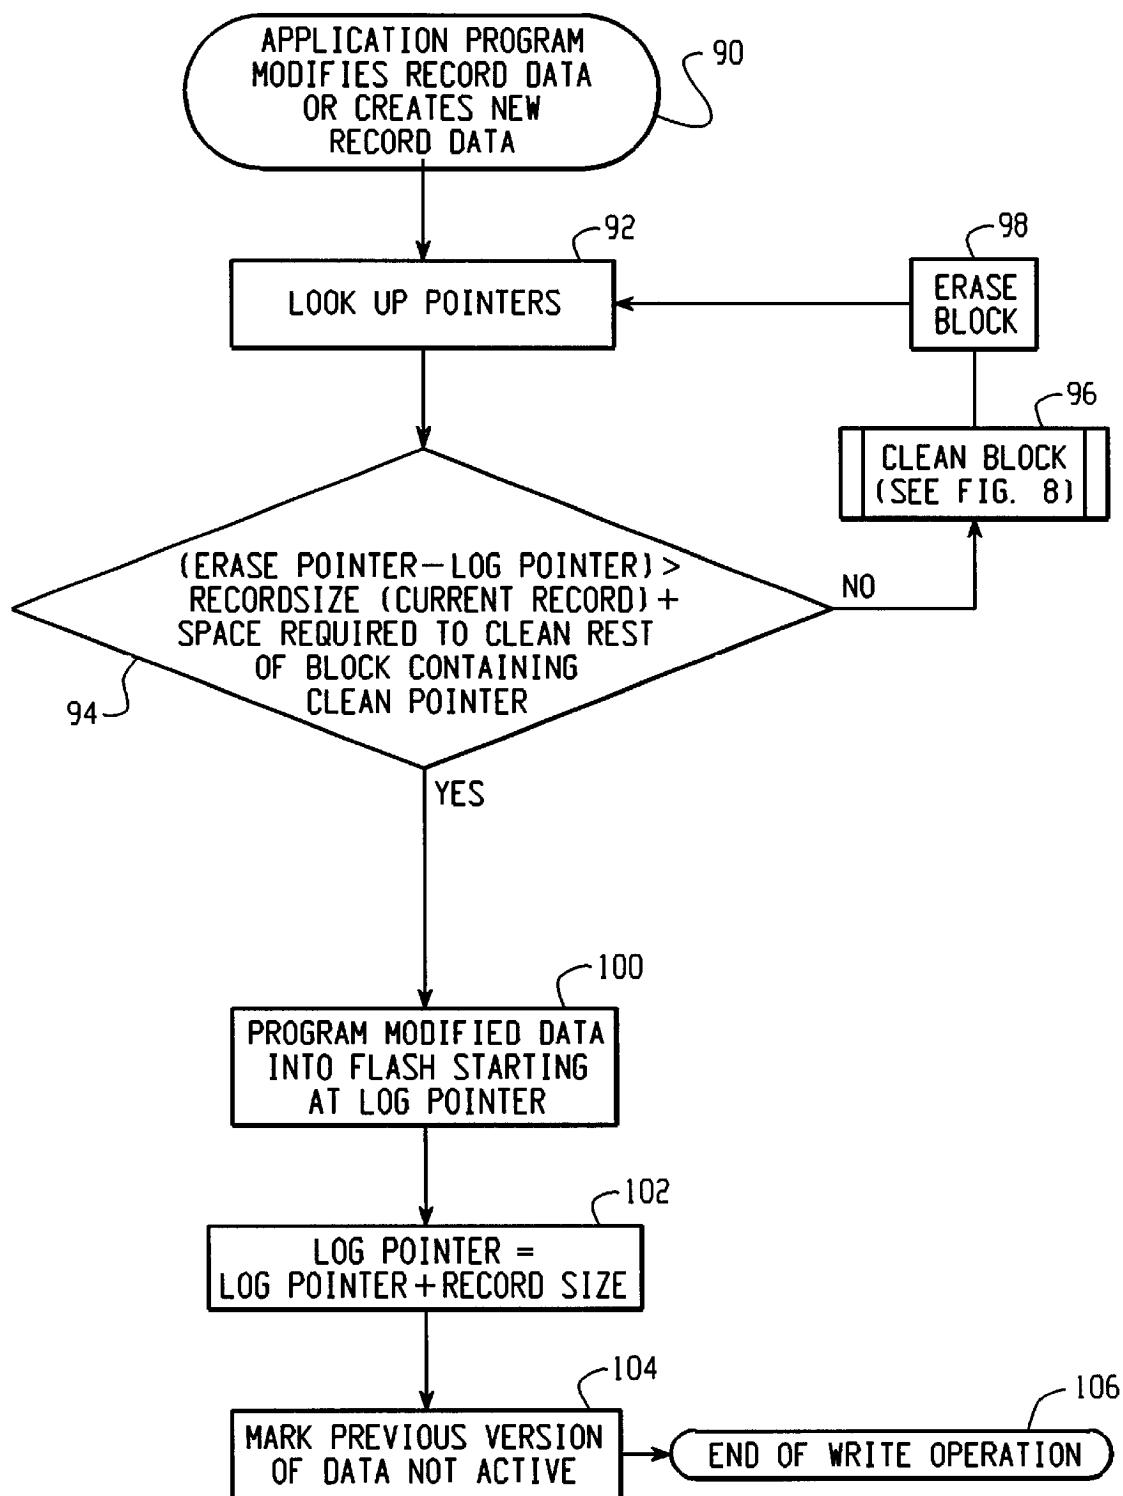 APPLICATION PROGRAM
MODIFIES RECORD DATA
OR CREATES NEW
RECORD DATA
90
92
LOOK UP POINTERS
98
ERASE
BLOCK
96
CLEAN BLOCK
(SEE FIG. 8)
(ERASE POINTER-LOG POINTER) >
RECORDSIZE (CURRENT RECORD) +
SPACE REQUIRED TO CLEAN REST
OF BLOCK CONTAINING
CLEAN POINTER
NO
94
YES
100
PROGRAM MODIFIED DATA
INTO FLASH STARTING
AT LOG POINTER
102
LOG POINTER =
LOG POINTER+RECORD SIZE
104
MARK PREVIOUS VERSION
OF DATA NOT ACTIVE
106
END OF WRITE OPERATION